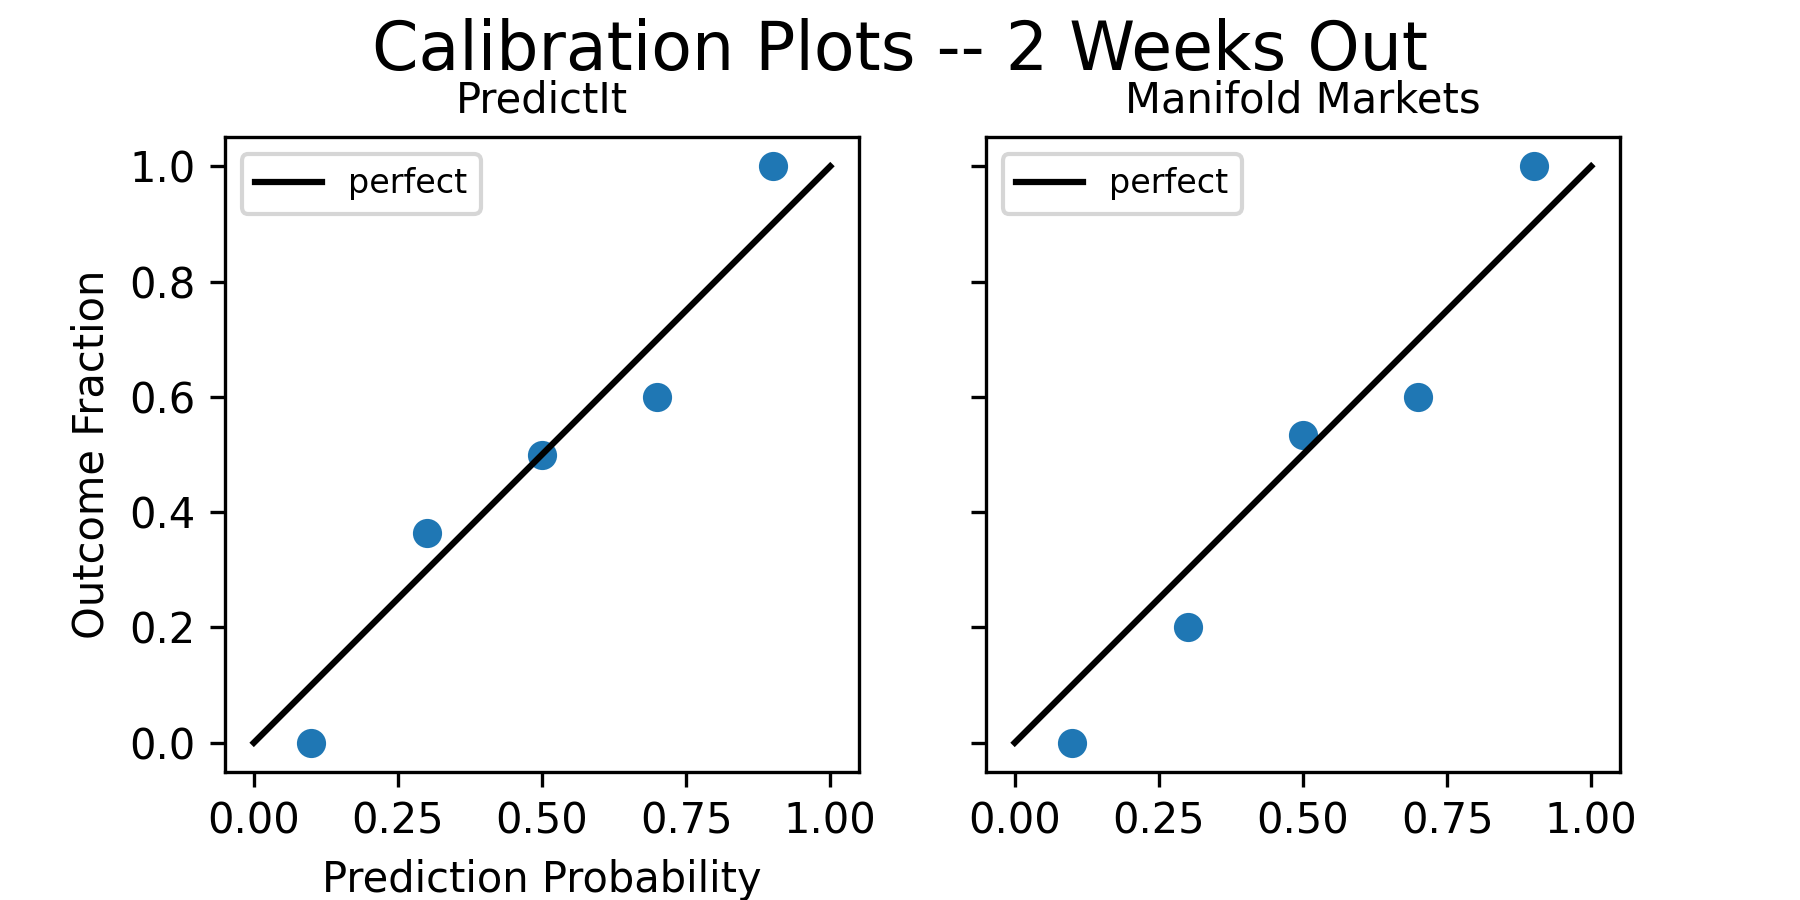 Calibration Plots -- 2 Weeks Out
PredictIt
perfect
1.0
0.8
0.6
0.4
0.2
0.0
Outcome Fraction
0.00 0.25 0.50 0.75 1.00
Prediction Probability
Manifold Markets
perfect
0.00 0.25 0.50 0.75 1.00